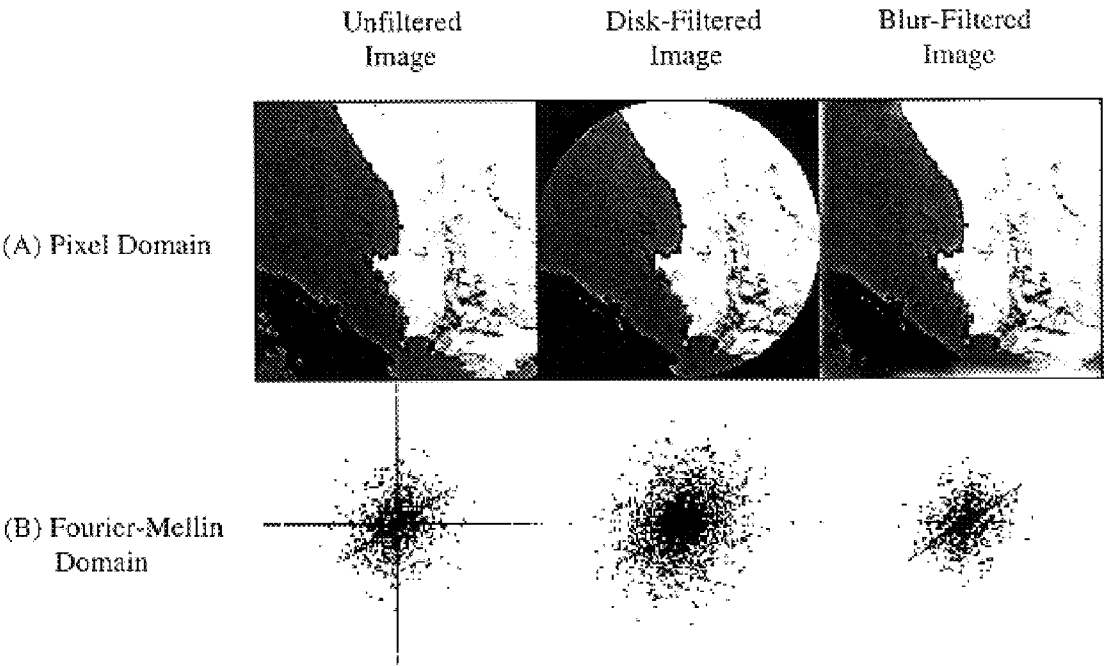 Unfiltered
Image
Disk-Filtered
Image
Blur-Filtered
Image
(A) Pixel Domain
(B) Fourier-Mellin
Domain